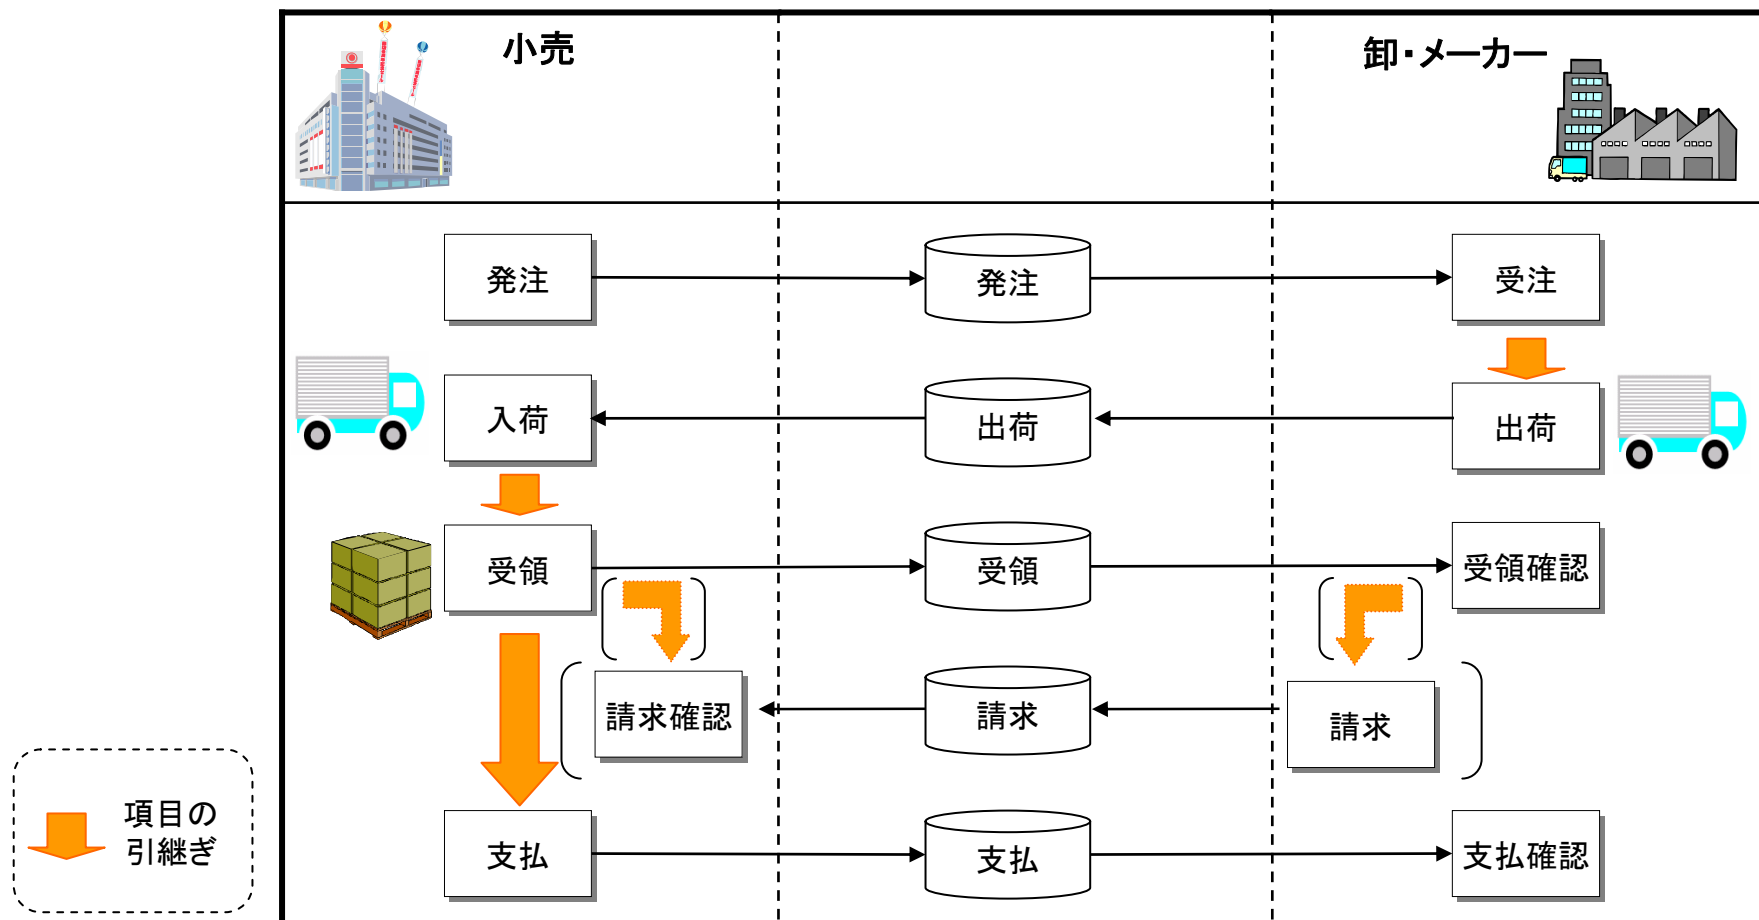 小売
卸・メーカー
発注
発注
受注
入荷
出荷
出荷
受領
受領
受領確認
請求確認
請求
請求
項目の
引継ぎ
支払
支払
支払確認